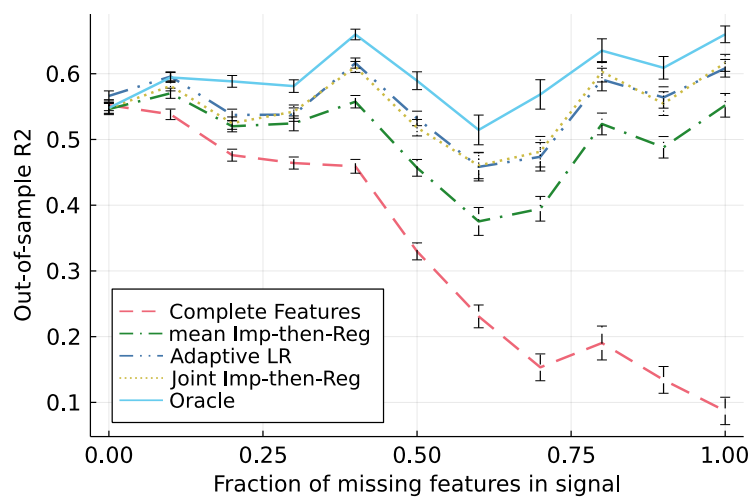 Out-of-sample R2
0.6
0.5
0.4
0.3
0.2
0.1
Complete Features
mean Imp-then-Reg
Adaptive LR
Joint Imp-then-Reg
Oracle
0.00
0.25
0.50
0.75
1.00
Fraction of missing features in signal